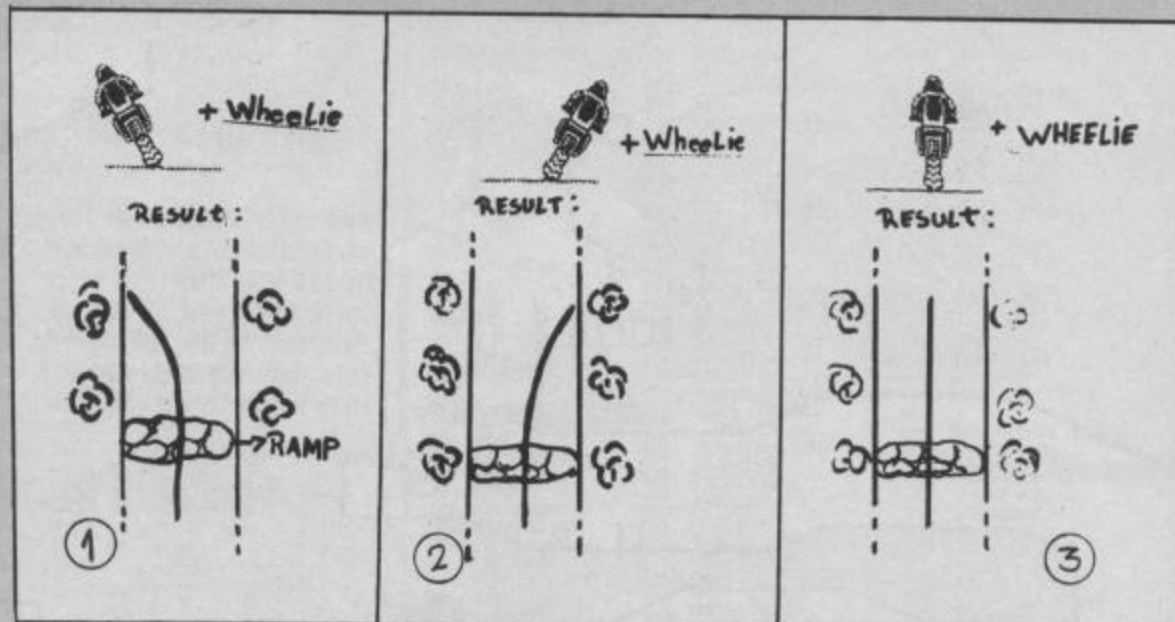 + Wheelie
RESULT:
→RAMP
1
+ Wheelie
RESULT:
2
+ WHEELIE
RESULT:
3